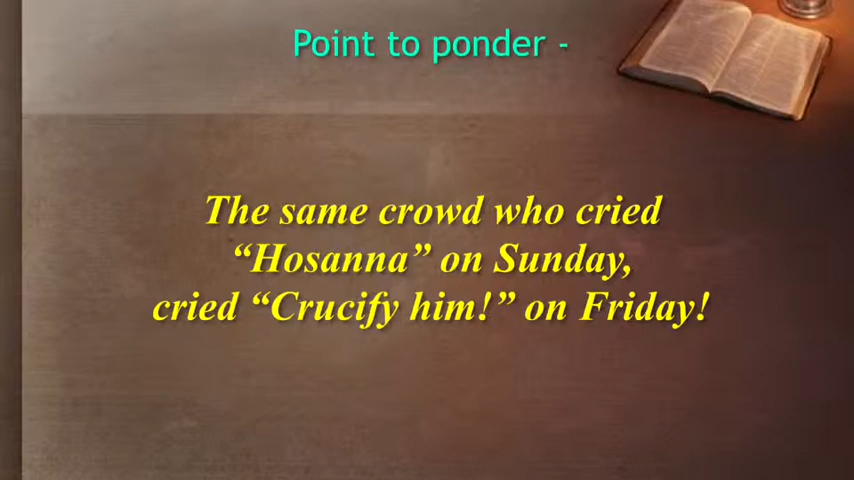 Point to ponder -
The same crowd who cried
“Hosanna” on Sunday,
cried “Crucify him!” on Friday!